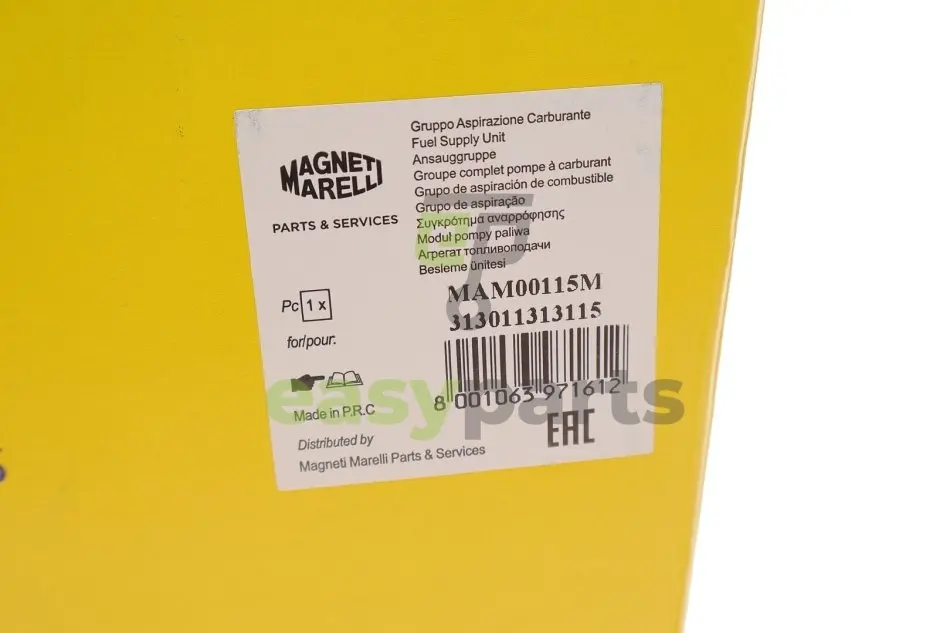 MAGNETI
MARELLI
PARTS & SERVICES
Gruppo Aspirazione Carburante
Fuel Supply Unit
Ansauggruppe
Groupe complet pompe à carburant
Grupo de aspiración de combustible
Grupo de aspiração
Συγκρότημα αναρρόφησης
Moduł pompy paliwa
Агрегат топливоподачи
Besleme ünitesi
MAM00115M
313011313115
8 001063 971612
EAC
Pc 1 x
for/pour:
Made in P.R.C
Distributed by
Magneti Marelli Parts & Services
easyparts